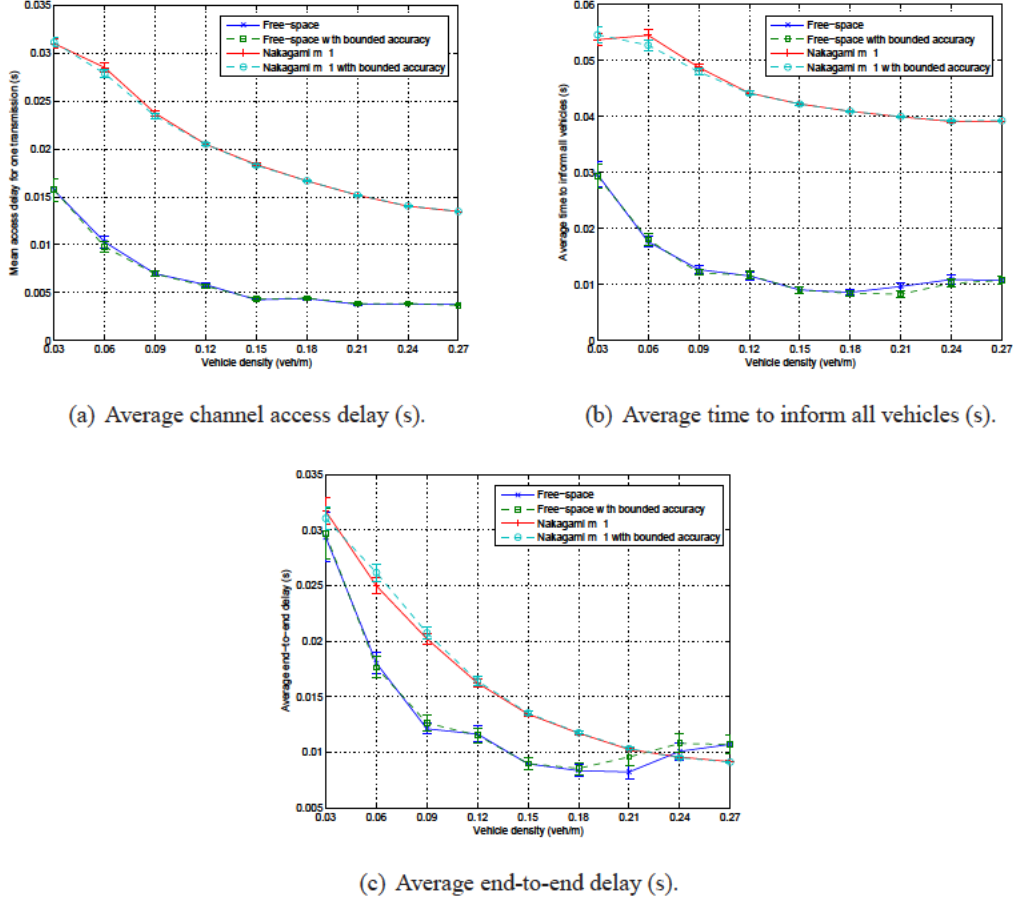 0.035
0.03
0.025
0.02
0.015
0.01
0.005
0
Mean access delay for one transmission(s)
Free-space
Free-space w th bounded accuracy
Nakagami m 1
Nakagami m 1 with bounded accuracy
0.03 0.06 0.09 0.12 0.15 0.18 0.21 0.24 0.27
Vehicle density (veh/m)
(a) Average channel access delay (s).
0.06
0.05
0.04
0.03
0.02
0.01
0
Average time to inform all vehicles (s)
Free-space
Free-space w th bounded accuracy
Nakagami m 1
Nakagami m 1 with bounded accuracy
0.03 0.06 0.09 0.12 0.15 0.18 0.21 0.24 0.27
Vehicle density (veh/m)
(b) Average time to inform all vehicles (s).
0.035
0.03
0.025
0.02
0.015
0.01
0.005
Average end-to-end delay (s)
Free-space
Free-space w th bounded accuracy
Nakagami m 1
Nakagami m 1 with bounded accuracy
0.03 0.06 0.09 0.12 0.15 0.18 0.21 0.24 0.27
Vehicle density (veh/m)
(c) Average end-to-end delay (s).